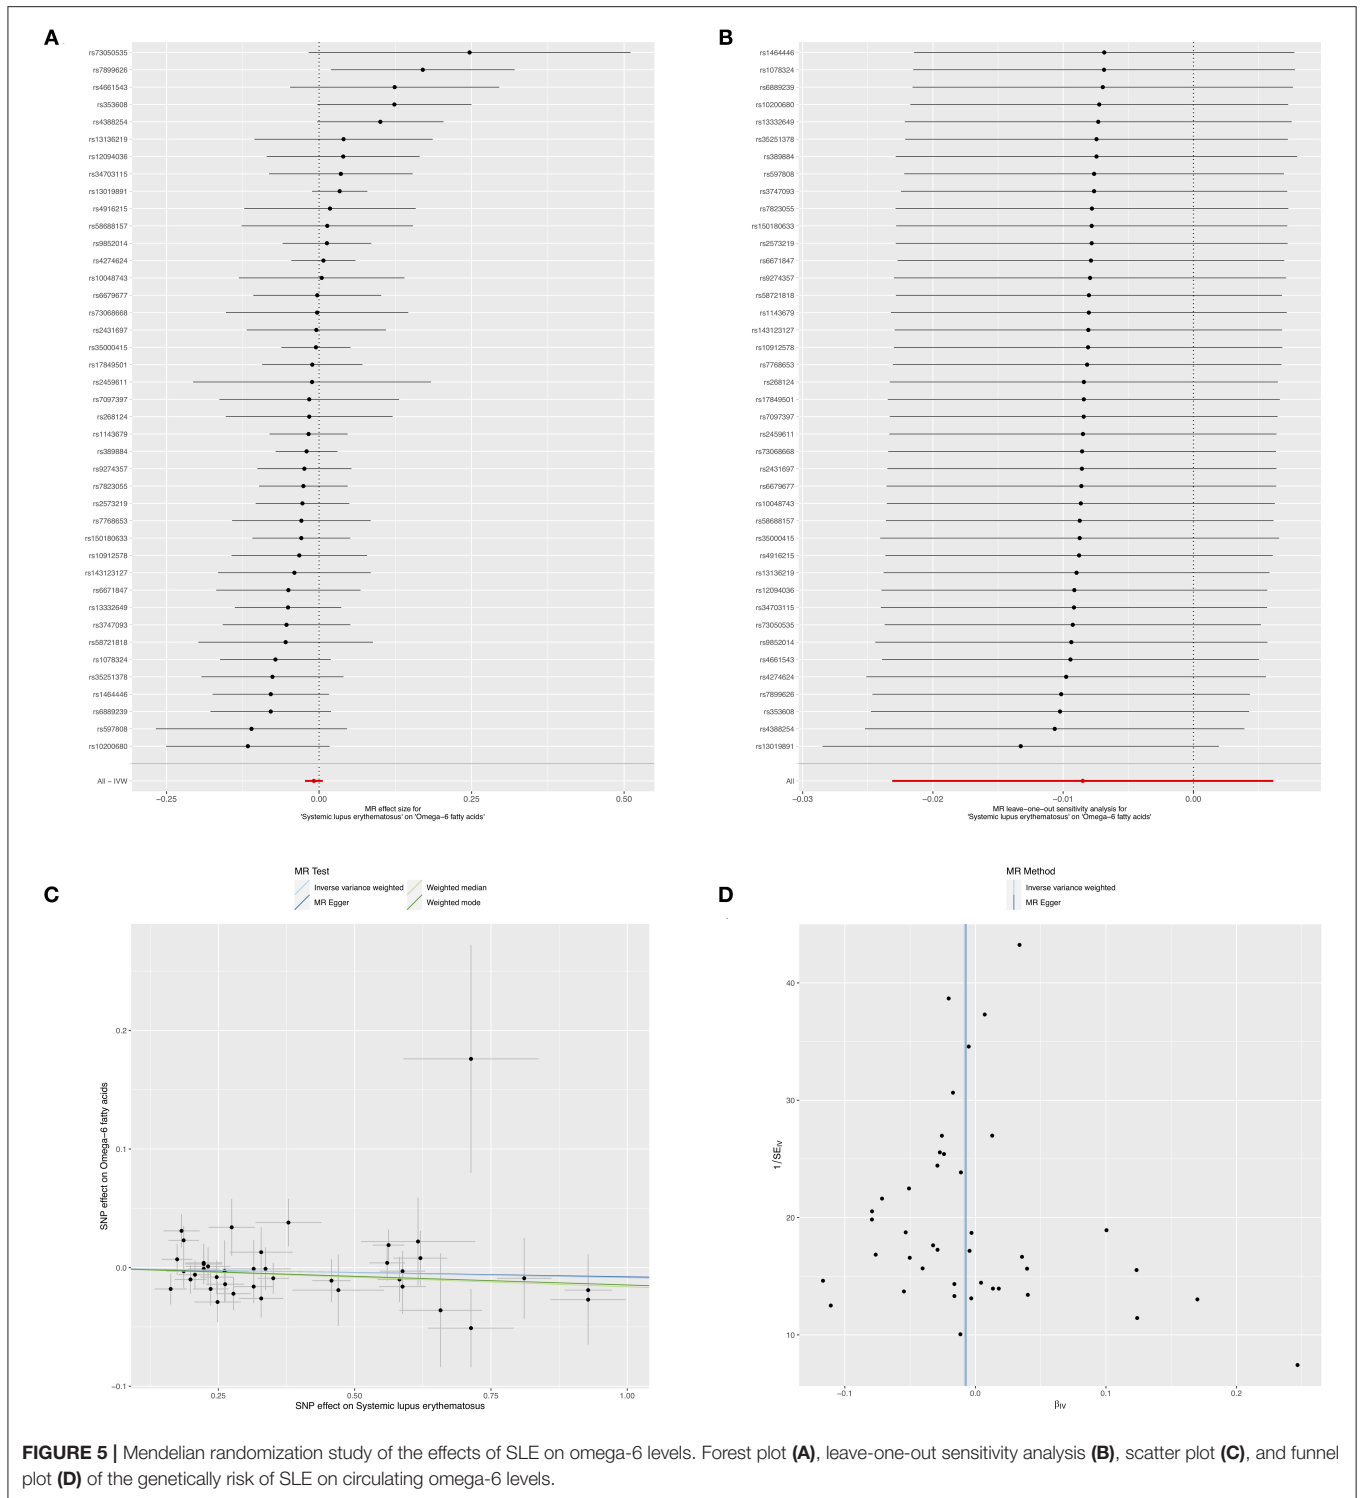 A
rs73050535
rs7899626
rs4661543
rs353608
rs4388254
rs13136219
rs12094036
rs34703115
rs13019891
rs4916215
rs58688157
rs9852014
rs4274624
rs10048743
rs6679677
rs73068668
rs2431697
rs35000415
rs17849501
rs2459611
rs7097397
rs268124
rs1143679
rs389884
rs9274357
rs7823055
rs2573219
rs7768653
rs150180633
rs10912578
rs143123127
rs6671847
rs13332649
rs3747093
rs58721818
rs1078324
rs35251378
rs1464446
rs6889239
rs597808
rs10200680
All − IVW
−0.25 0.00 0.25 0.50
MR effect size for
'Systemic lupus erythematosus' on 'Omega−6 fatty acids'
B
rs1464446
rs1078324
rs6889239
rs10200680
rs13332649
rs35251378
rs389884
rs597808
rs3747093
rs7823055
rs150180633
rs2573219
rs6671847
rs9274357
rs58721818
rs1143679
rs143123127
rs10912578
rs7768653
rs268124
rs17849501
rs7097397
rs2459611
rs73068668
rs2431697
rs6679677
rs10048743
rs58688157
rs35000415
rs4916215
rs13136219
rs12094036
rs34703115
rs73050535
rs9852014
rs4661543
rs4274624
rs7899626
rs353608
rs4388254
rs13019891
All
−0.03 −0.02 −0.01 0.00
MR leave−one−out sensitivity analysis for
'Systemic lupus erythematosus' on 'Omega−6 fatty acids'
C
MR Test
Inverse variance weighted Weighted median
MR Egger Weighted mode
SNP effect on Omega−6 fatty acids
0.2
0.1
0.0
−0.1
0.25 0.50 0.75 1.00
SNP effect on Systemic lupus erythematosus
D
MR Method
Inverse variance weighted
MR Egger
1/SE_IV
40
30
20
10
−0.1 0.0 0.1 0.2
β_IV
FIGURE 5 | Mendelian randomization study of the effects of SLE on omega-6 levels. Forest plot (A), leave-one-out sensitivity analysis (B), scatter plot (C), and funnel
plot (D) of the genetically risk of SLE on circulating omega-6 levels.